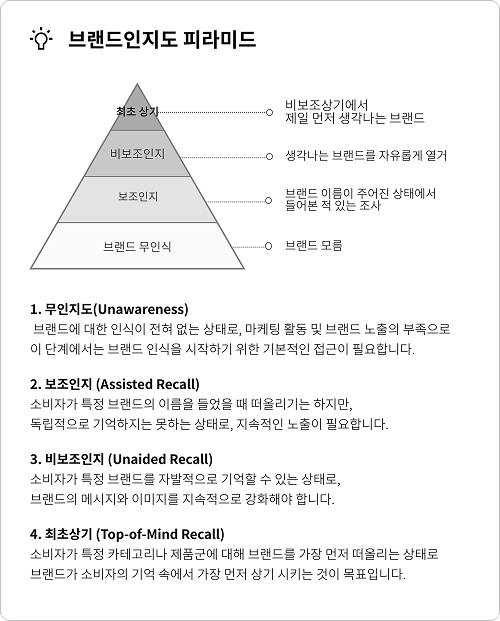 브랜드인지도 피라미드
최초 상기
비보조상기에서
제일 먼저 생각나는 브랜드
비보조인지
생각나는 브랜드를 자유롭게 열거
보조인지
브랜드 이름이 주어진 상태에서
들어본 적 있는 조사
브랜드 무인식
브랜드 모름
1. 무인지도(Unawareness)
브랜드에 대한 인식이 전혀 없는 상태로, 마케팅 활동 및 브랜드 노출의 부족으로
이 단계에서는 브랜드 인식을 시작하기 위한 기본적인 접근이 필요합니다.
2. 보조인지 (Assisted Recall)
소비자가 특정 브랜드의 이름을 들었을 때 떠올리기는 하지만,
독립적으로 기억하지는 못하는 상태로, 지속적인 노출이 필요합니다.
3. 비보조인지 (Unaided Recall)
소비자가 특정 브랜드를 자발적으로 기억할 수 있는 상태로,
브랜드의 메시지와 이미지를 지속적으로 강화해야 합니다.
4. 최초상기 (Top-of-Mind Recall)
소비자가 특정 카테고리나 제품군에 대해 브랜드를 가장 먼저 떠올리는 상태로
브랜드가 소비자의 기억 속에서 가장 먼저 상기 시키는 것이 목표입니다.